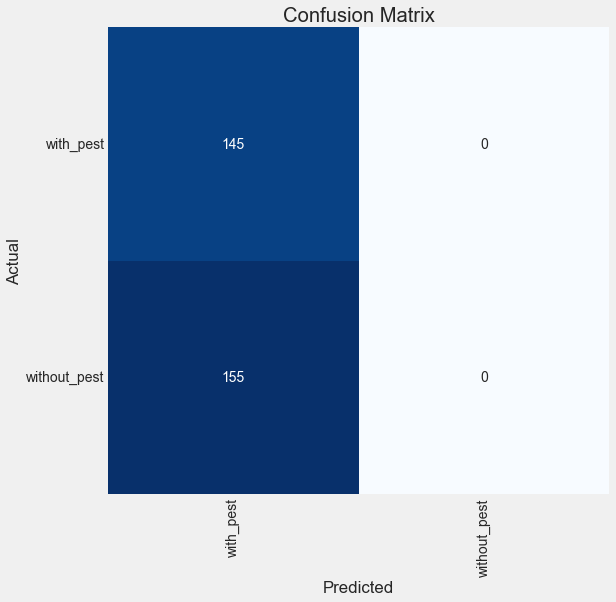 Confusion Matrix
with_pest
145
0
Actual
without_pest
155
0
with_pest
without_pest
Predicted